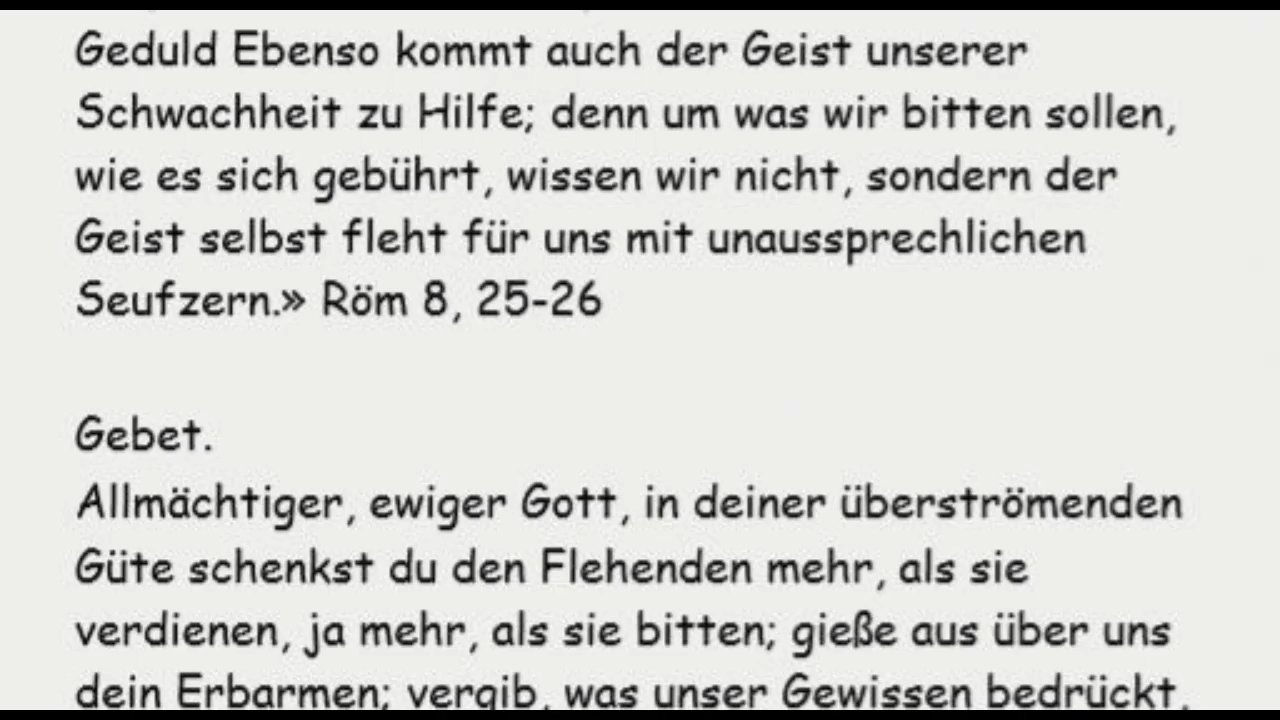 Geduld Ebenso kommt auch der Geist unserer
Schwachheit zu Hilfe; denn um was wir bitten sollen,
wie es sich gebührt, wissen wir nicht, sondern der
Geist selbst fleht für uns mit unaussprechlichen
Seufzern.» Röm 8, 25-26
Gebet.
Allmächtiger, ewiger Gott, in deiner überströmenden
Güte schenkst du den Flehenden mehr, als sie
verdienen, ja mehr, als sie bitten; gieße aus über uns
dein Erbarmen; vergib, was unser Gewissen bedrückt,